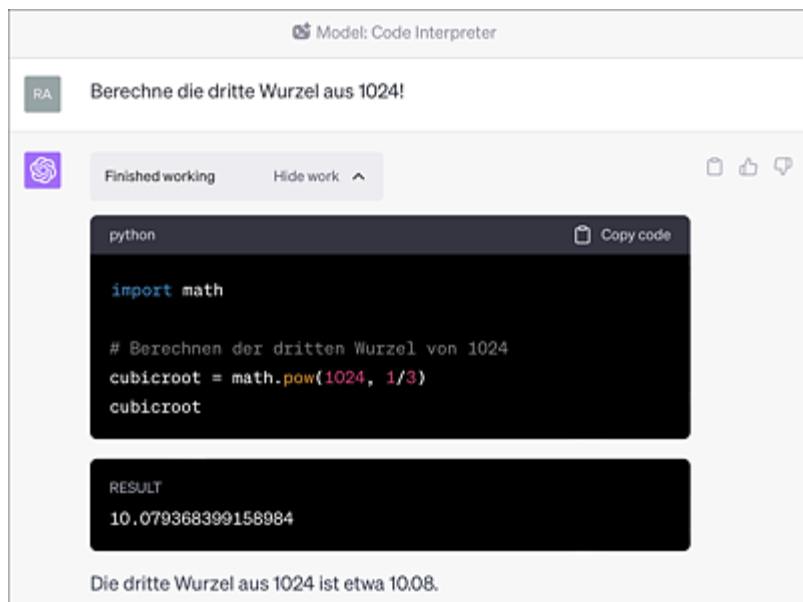 Model: Code Interpreter
RA
Berechne die dritte Wurzel aus 1024!
Finished working Hide work
python Copy code
import math
# Berechnen der dritten Wurzel von 1024
cubicroot = math.pow(1024, 1/3)
cubicroot
RESULT
10.079368399158984
Die dritte Wurzel aus 1024 ist etwa 10.08.